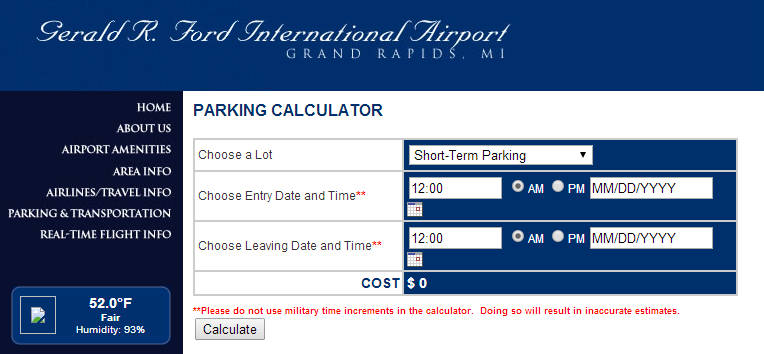 Gerald R. Ford International Airport
GRAND RAPIDS, MI
HOME
ABOUT US
AIRPORT AMENITIES
AREA INFO
AIRLINES/TRAVEL INFO
PARKING & TRANSPORTATION
REAL-TIME FLIGHT INFO
52.0°F
Fair
Humidity: 93%
PARKING CALCULATOR
Choose a Lot Short-Term Parking
Choose Entry Date and Time** 12:00 AM PM MM/DD/YYYY
Choose Leaving Date and Time** 12:00 AM PM MM/DD/YYYY
COST $ 0
**Please do not use military time increments in the calculator. Doing so will result in inaccurate estimates.
Calculate